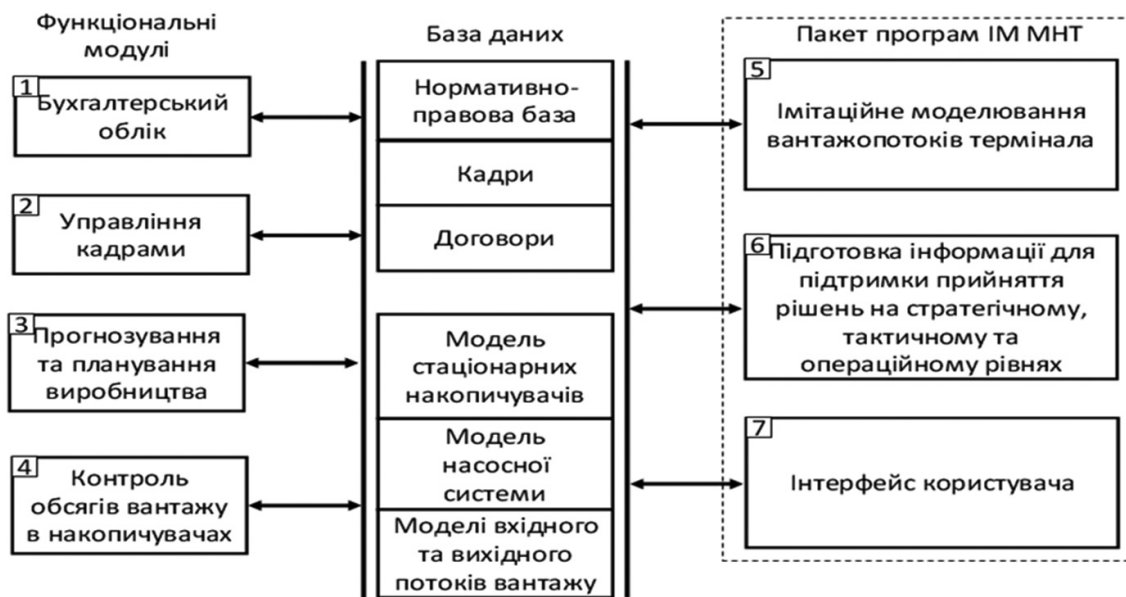 Функціональні
модулі
1
Бухгалтерський
облік
2
Управління
кадрами
3
Прогнозування
та планування
виробництва
4
Контроль
обсягів вантажу
в накопичувачах
База даних
Нормативно-
правова база
Кадри
Договори
Модель
стаціонарних
накопичувачів
Модель
насосної
системи
Моделі вхідного
та вихідного
потоків вантажу
Пакет програм ІМ МНТ
5
Імітаційне моделювання
вантажопотоків термінала
6
Підготовка інформації для
підтримки прийняття
рішень на стратегічному,
тактичному та
операційному рівнях
7
Інтерфейс користувача